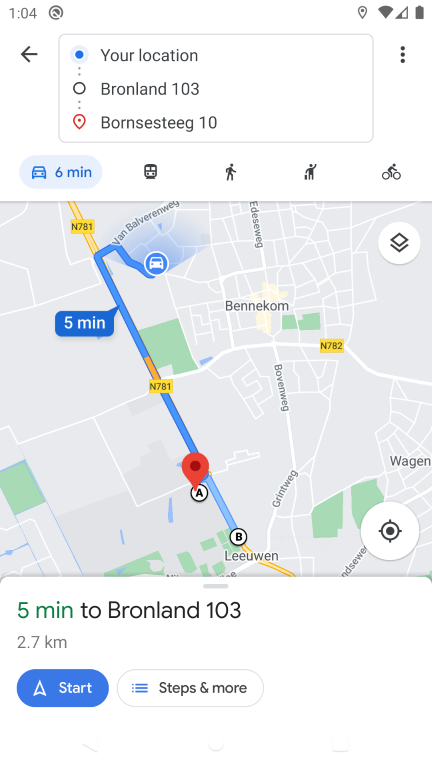 1:04
Your location
Bronland 103
Bornsesteeg 10
6 min
N781
Van Balverenweg
Edeseweg
5 min
Bennekom
N782
N781
Bovenweg
Wagen
Grintweg
A
B
Leeuwen
ndseweg
5 min to Bronland 103
2.7 km
Start
Steps & more